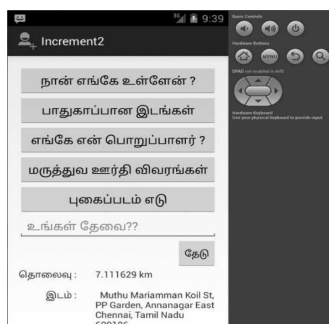 9:39
Increment2
நான் எங்கே உள்ளேன் ?
பாதுகாப்பான இடங்கள்
எங்கே என் பொறுப்பாளர் ?
மருத்துவ ஊர்தி விவரங்கள்
புகைப்படம் எடு
உங்கள் தேவை??
தேடு
தொலைவு : 7.111629 km
இடம் : Muthu Mariamman Koil St,
PP Garden, Annanagar East
Chennai, Tamil Nadu
600106
Basic Controls
Hardware Buttons
MENU
DPAD not enabled in AVD
Hardware Keyboard
Use your physical keyboard to provide input